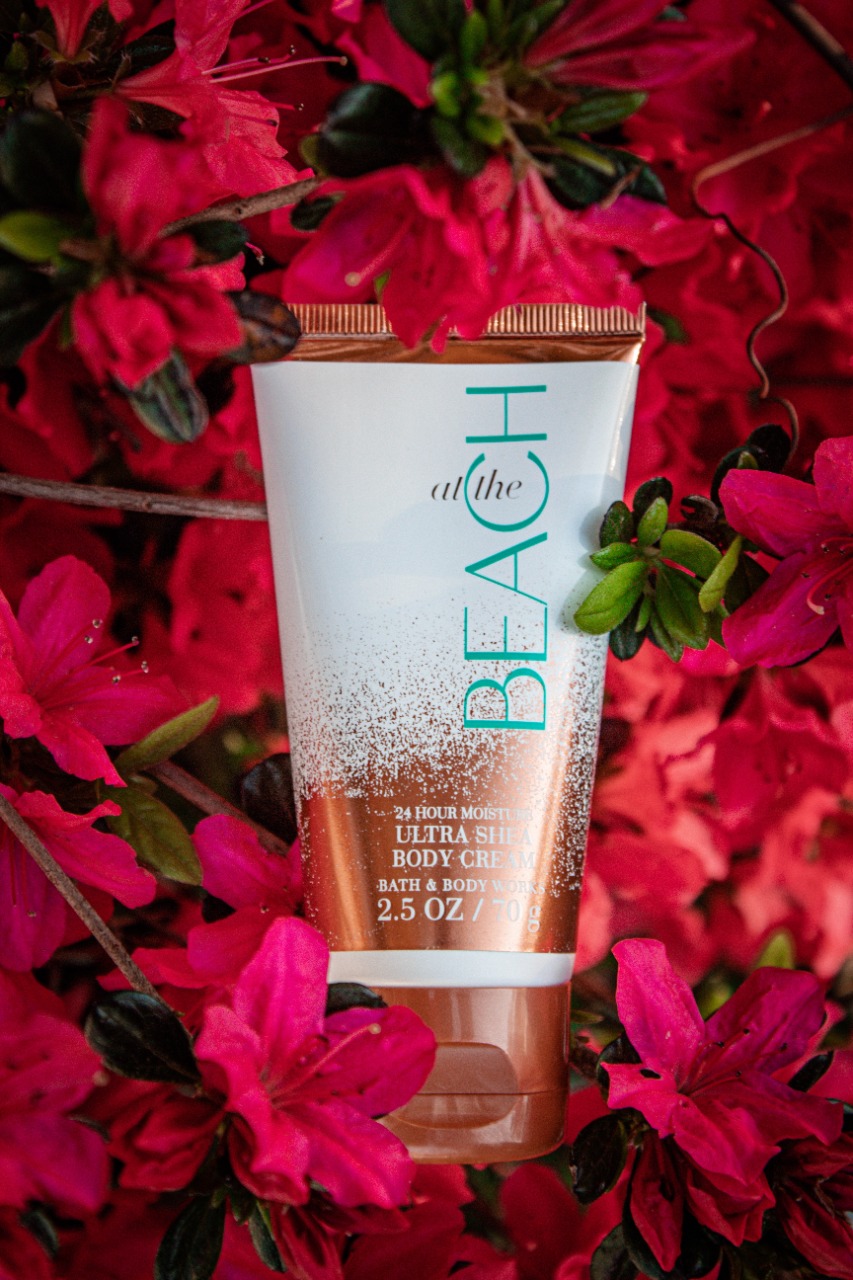 at the
BEACH
24 HOUR MOISTURE
ULTRA SHEA
BODY CREAM
BATH & BODY WORKS
2.5 OZ / 70 g